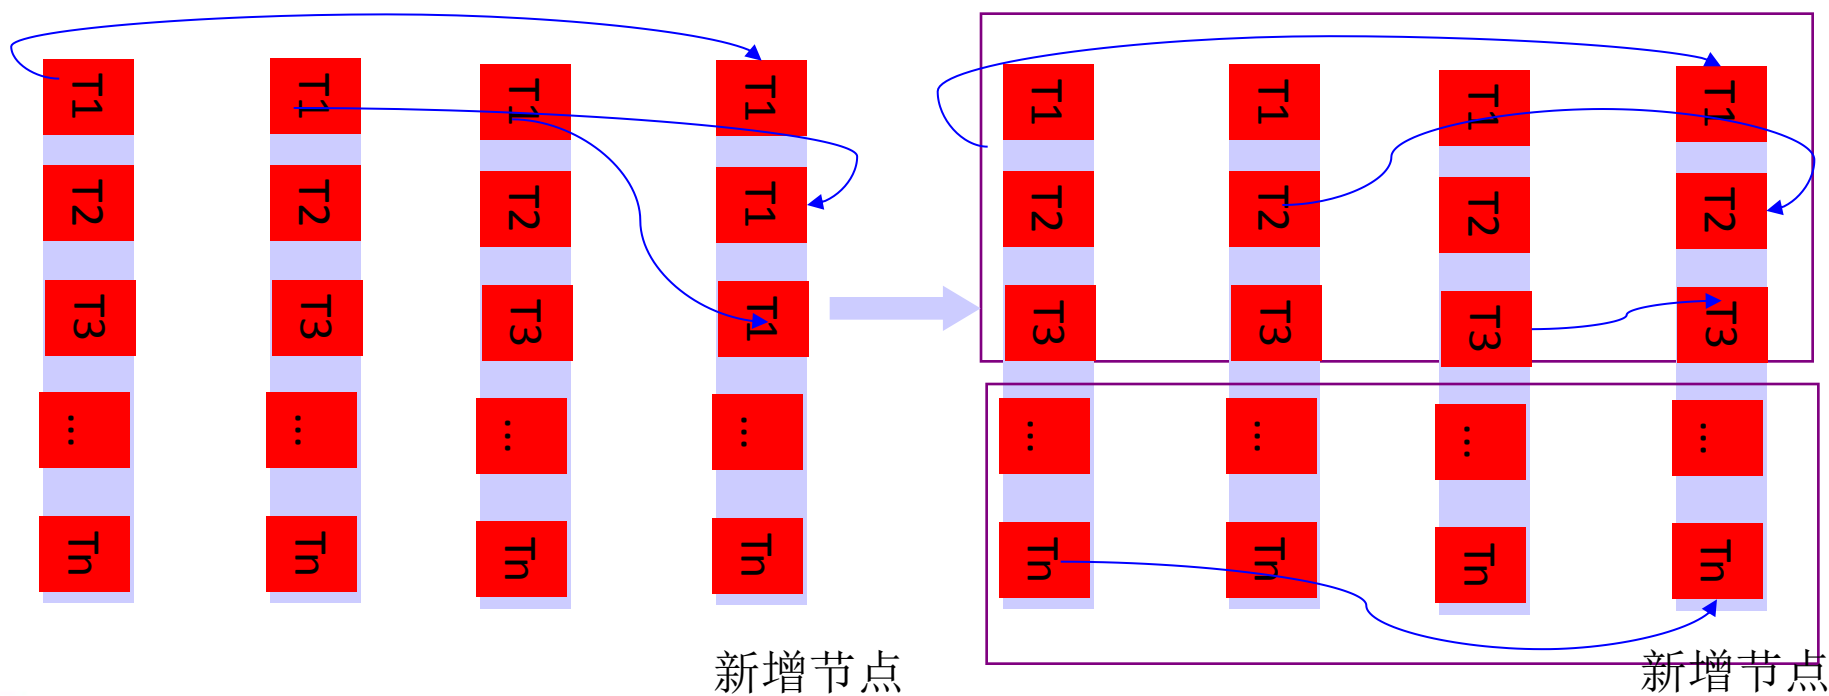 T1 T1 T1 T1
T2 T2 T2 T1
T3 T3 T3 T1
... ... ... ...
Tn Tn Tn Tn
新增节点
T1 T1 T1 T1
T2 T2 T2 T2
T3 T3 T3 T3
... ... ... ...
Tn Tn Tn Tn
新增节点